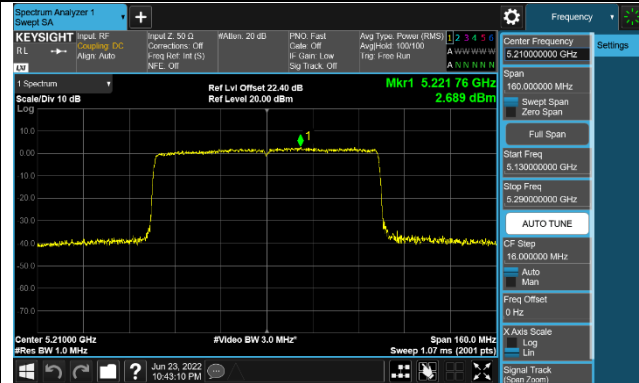 Spectrum Analyzer 1
Swept SA
Frequency
KEYSIGHT
RL
LXI
Input: RF
Coupling: DC
Align: Auto
Input Z: 50 Ω
Corrections: Off
Freq Ref: Int (S)
NFE: Off
#Atten: 20 dB
PNO: Fast
Gate: Off
IF Gain: Low
Sig Track: Off
Avg Type: Power (RMS)
Avg|Hold: 100/100
Trig: Free Run
1 2 3 4 5 6
A W W W W W
A N N N N N
1 Spectrum
Scale/Div 10 dB
Log
Ref Lvl Offset 22.40 dB
Ref Level 20.00 dBm
Mkr1 5.221 76 GHz
2.689 dBm
10.0
0.00
-10.0
-20.0
-30.0
-40.0
-50.0
-60.0
-70.0
1
Center 5.21000 GHz
#Res BW 1.0 MHz
#Video BW 3.0 MHz*
Span 160.0 MHz
Sweep 1.07 ms (2001 pts)
Jun 23, 2022
10:43:10 PM
?
Center Frequency
5.210000000 GHz
Settings
Span
160.000000 MHz
Swept Span
Zero Span
Full Span
Start Freq
5.130000000 GHz
Stop Freq
5.290000000 GHz
AUTO TUNE
CF Step
16.000000 MHz
Auto
Man
Freq Offset
0 Hz
X Axis Scale
Log
Lin
Signal Track
(Span Zoom)